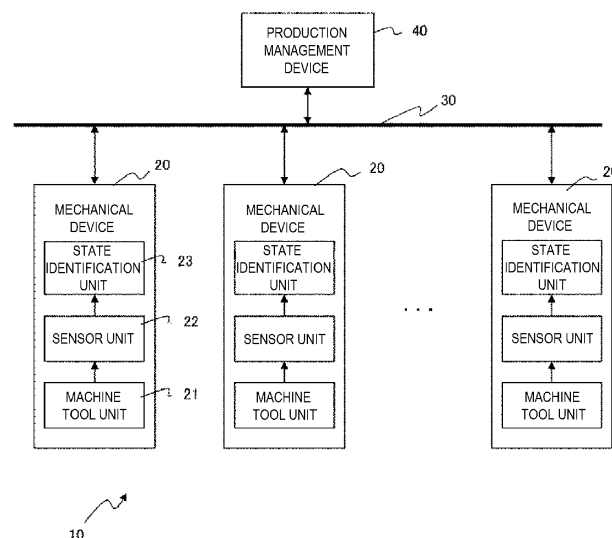 PRODUCTION
MANAGEMENT
DEVICE
40
30
20
20
20
MECHANICAL
DEVICE
STATE
IDENTIFICATION
UNIT
23
SENSOR UNIT
22
MACHINE
TOOL UNIT
21
MECHANICAL
DEVICE
STATE
IDENTIFICATION
UNIT
SENSOR UNIT
MACHINE
TOOL UNIT
. . .
MECHANICAL
DEVICE
STATE
IDENTIFICATION
UNIT
SENSOR UNIT
MACHINE
TOOL UNIT
10